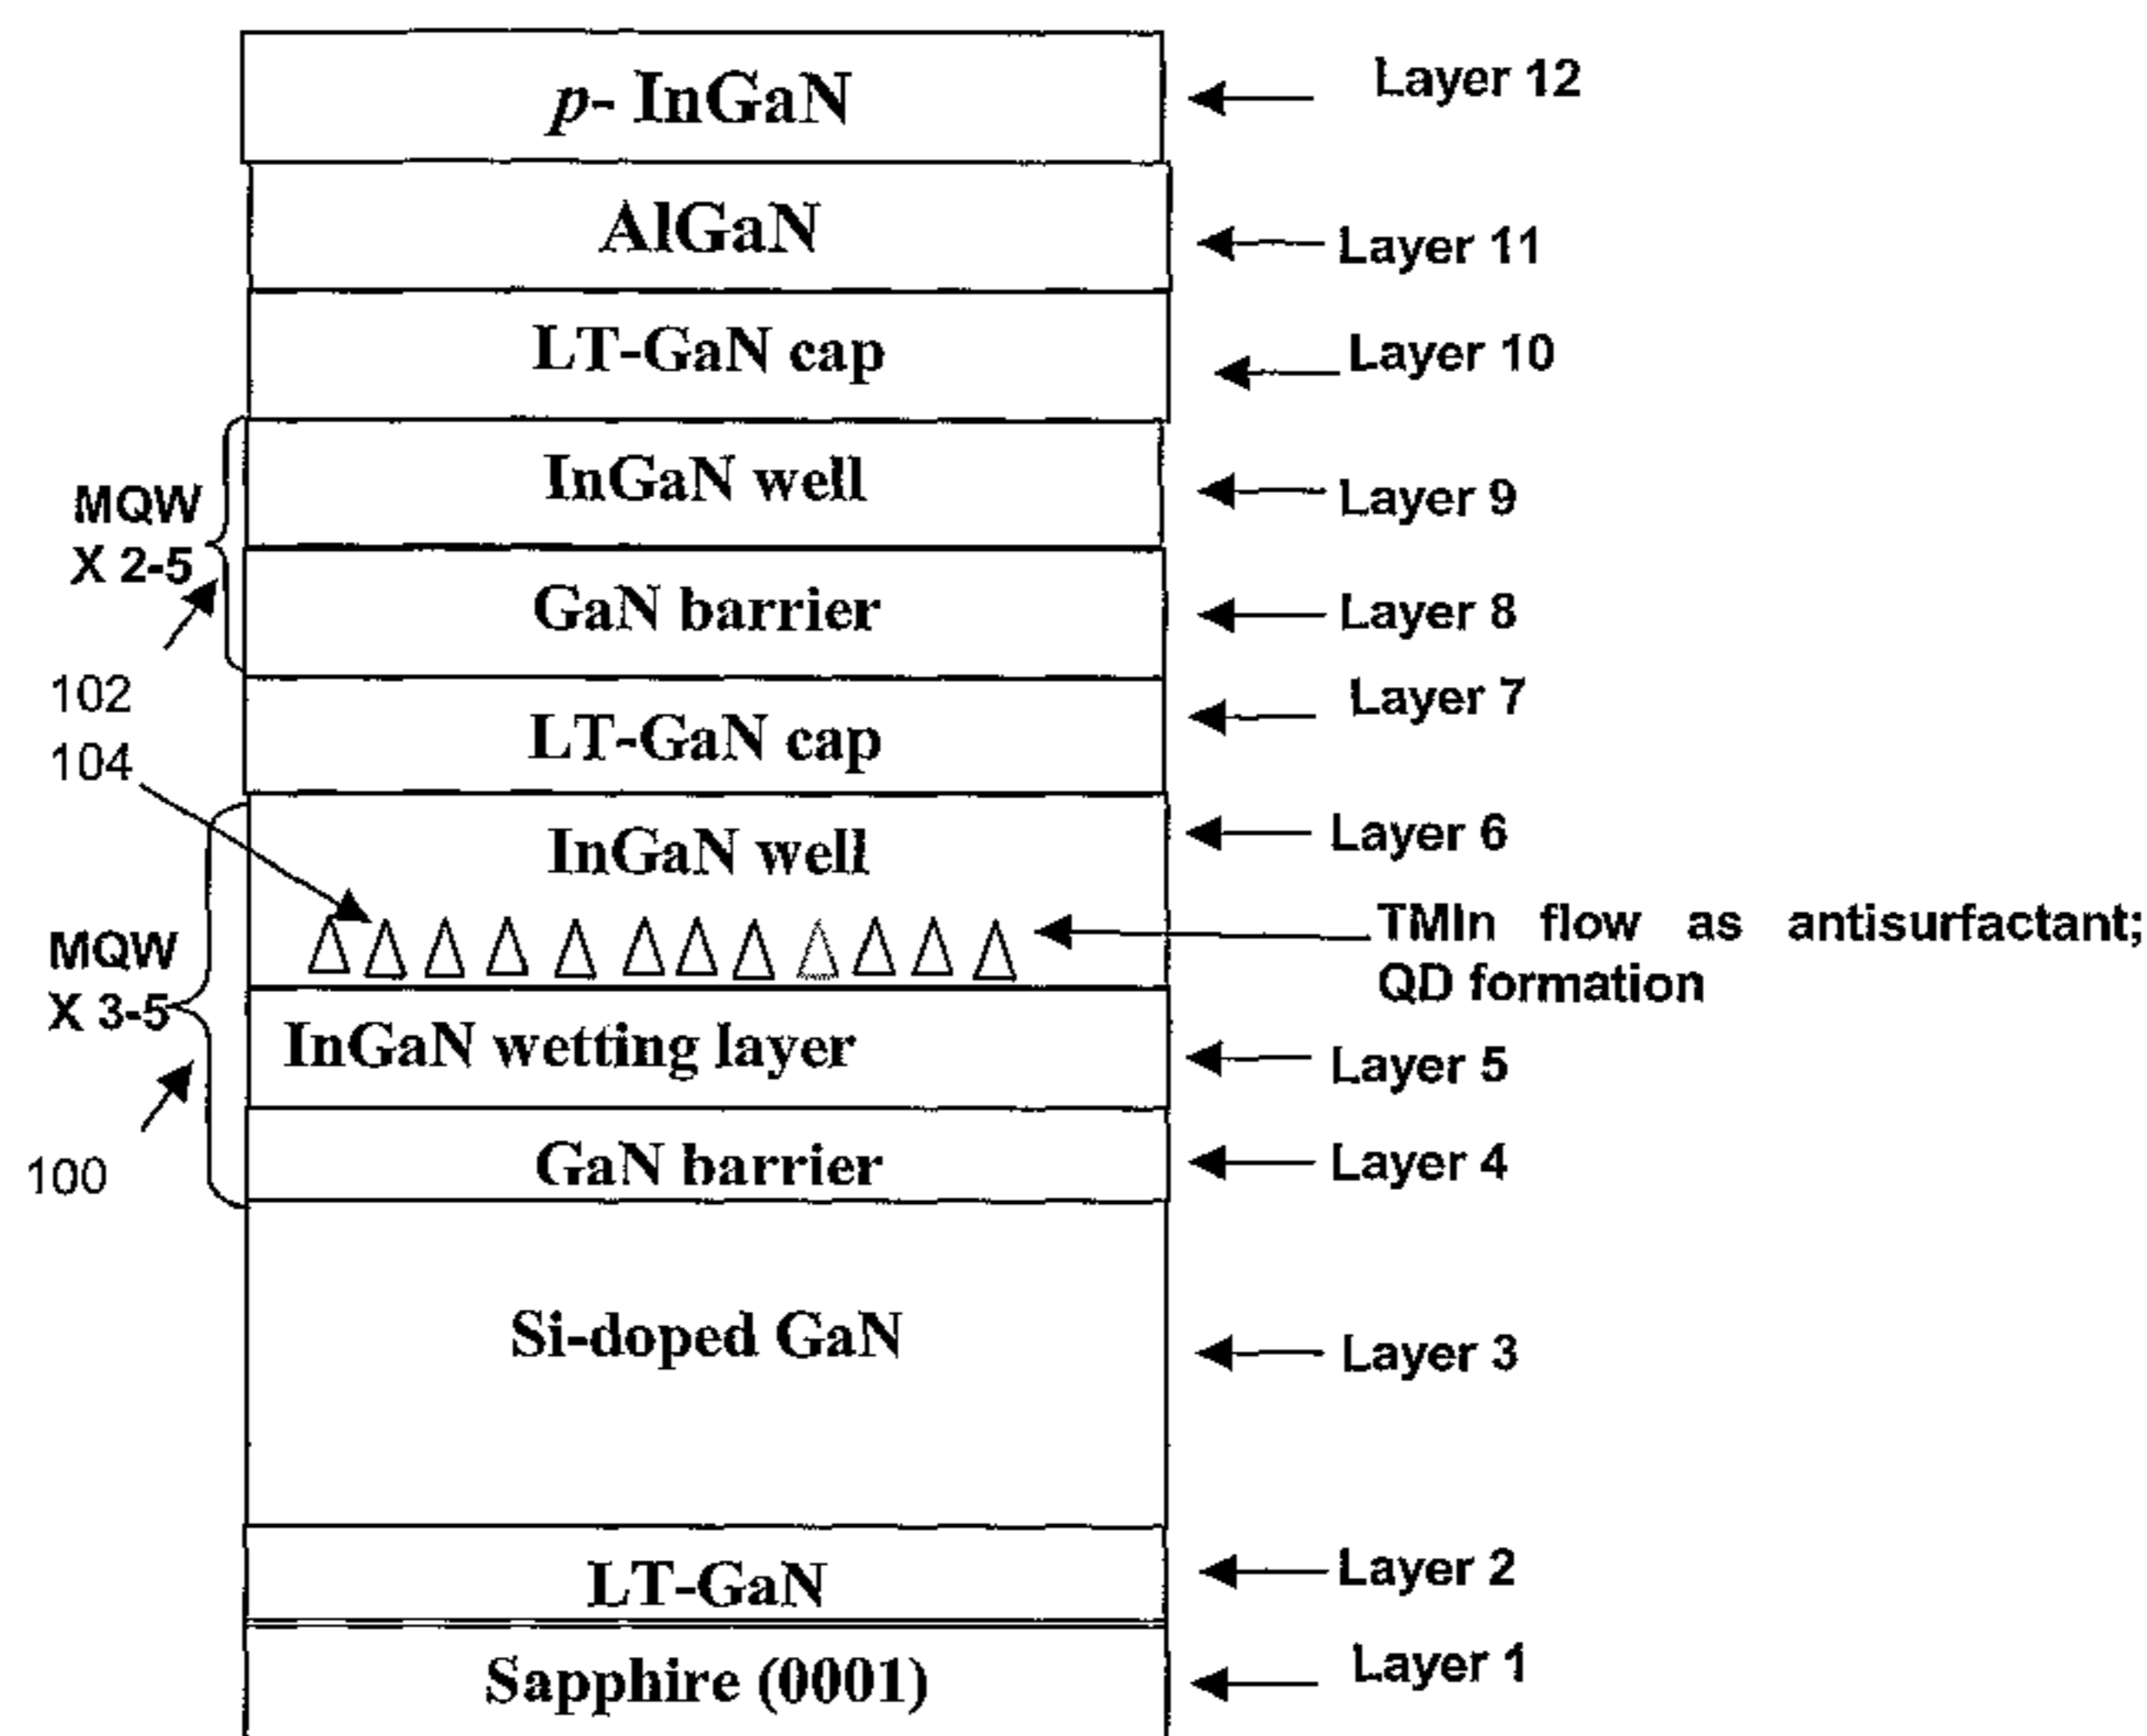 p- InGaN
Layer 12
AlGaN
Layer 11
LT-GaN cap
Layer 10
InGaN well
Layer 9
MQW
X 2-5
GaN barrier
Layer 8
102
LT-GaN cap
Layer 7
104
InGaN well
Layer 6
TMIn flow as antisurfactant;
QD formation
MQW
X 3-5
InGaN wetting layer
Layer 5
100
GaN barrier
Layer 4
Si-doped GaN
Layer 3
LT-GaN
Layer 2
Sapphire (0001)
Layer 1